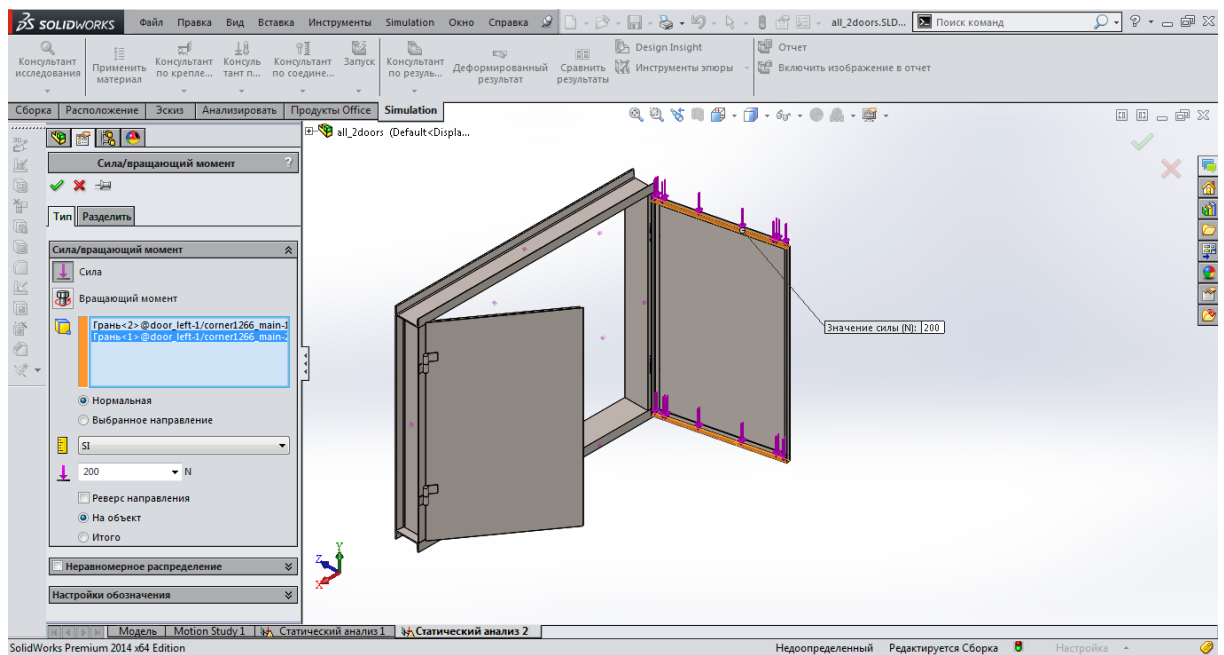 SOLIDWORKS Файл Правка Вид Вставка Инструменты Simulation Окно Справка all_2doors.SLD... Поиск команд
Консультант исследования
Применить материал
Консультант по крепле...
Консуль тант п...
Консультант по соедине...
Запуск
Консультант по резуль...
Деформированный результат
Сравнить результаты
Design Insight
Инструменты эпюры
Отчет
Включить изображение в отчет
Сборка Расположение Эскиз Анализировать Продукты Office Simulation
all_2doors (Default<Displa...
Сила/вращающий момент ?
Тип Разделить
Сила/вращающий момент
Сила
Вращающий момент
Грань<2>@door_left-1/corner1266_main-1
Грань<1>@door_left-1/corner1266_main-2
Нормальная
Выбранное направление
SI
200 N
Реверс направления
На объект
Итого
Неравномерное распределение
Настройки обозначения
Значение силы (N): 200
Y
Z
X
Модель Motion Study 1 Статический анализ 1 Статический анализ 2
SolidWorks Premium 2014 x64 Edition Недоопределенный Редактируется Сборка Настройка